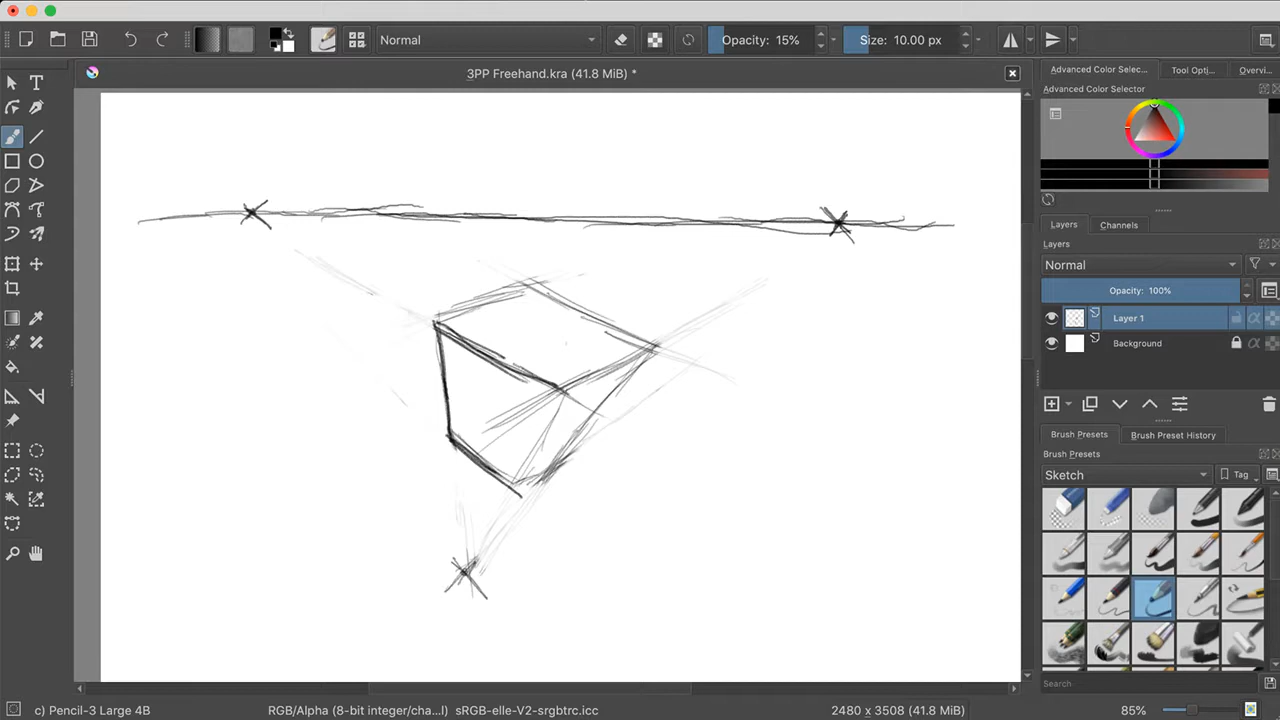 Normal
Opacity: 15%
Size: 10.00 px
3PP Freehand.kra (41.8 MiB) *
Advanced Color Selec...
Tool Opti...
Overvi...
Advanced Color Selector
Layers
Channels
Layers
Normal
Opacity: 100%
Layer 1
Background
Brush Presets
Brush Preset History
Brush Presets
Sketch
Tag
Search
c) Pencil-3 Large 4B
RGB/Alpha (8-bit integer/cha...l) sRGB-elle-V2-srgbtrc.icc
2480 x 3508 (41.8 MiB)
85%